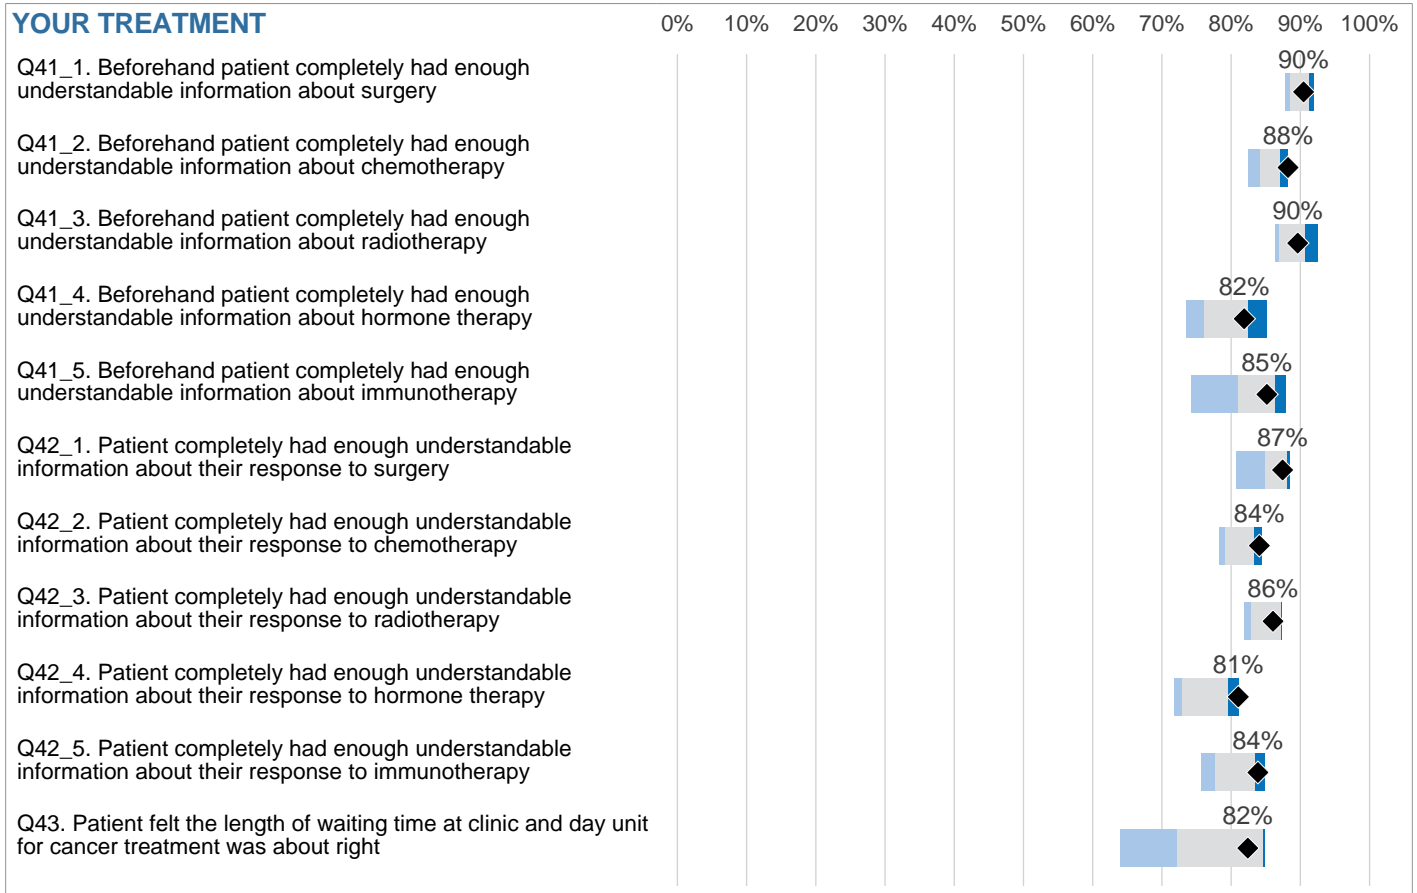 YOUR TREATMENT
0% 10% 20% 30% 40% 50% 60% 70% 80% 90% 100%
Q41_1. Beforehand patient completely had enough
understandable information about surgery
90%
Q41_2. Beforehand patient completely had enough
understandable information about chemotherapy
88%
Q41_3. Beforehand patient completely had enough
understandable information about radiotherapy
90%
Q41_4. Beforehand patient completely had enough
understandable information about hormone therapy
82%
Q41_5. Beforehand patient completely had enough
understandable information about immunotherapy
85%
Q42_1. Patient completely had enough understandable
information about their response to surgery
87%
Q42_2. Patient completely had enough understandable
information about their response to chemotherapy
84%
Q42_3. Patient completely had enough understandable
information about their response to radiotherapy
86%
Q42_4. Patient completely had enough understandable
information about their response to hormone therapy
81%
Q42_5. Patient completely had enough understandable
information about their response to immunotherapy
84%
Q43. Patient felt the length of waiting time at clinic and day unit
for cancer treatment was about right
82%